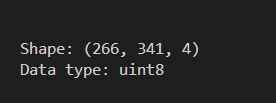 Shape: (266, 341, 4)
Data type: uint8